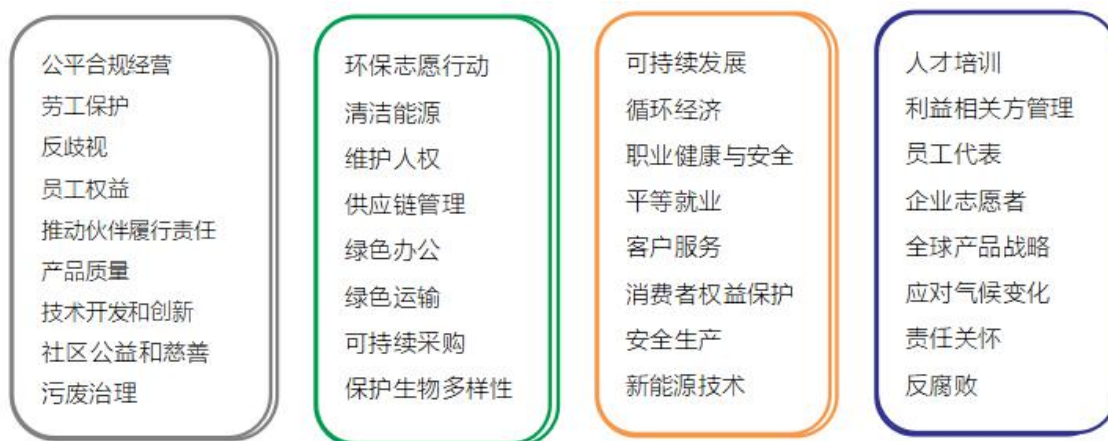 公平合规经营
劳工保护
反歧视
员工权益
推动伙伴履行责任
产品质量
技术开发和创新
社区公益和慈善
污废治理
环保志愿行动
清洁能源
维护人权
供应链管理
绿色办公
绿色运输
可持续采购
保护生物多样性
可持续发展
循环经济
职业健康与安全
平等就业
客户服务
消费者权益保护
安全生产
新能源技术
人才培训
利益相关方管理
员工代表
企业志愿者
全球产品战略
应对气候变化
责任关怀
反腐败